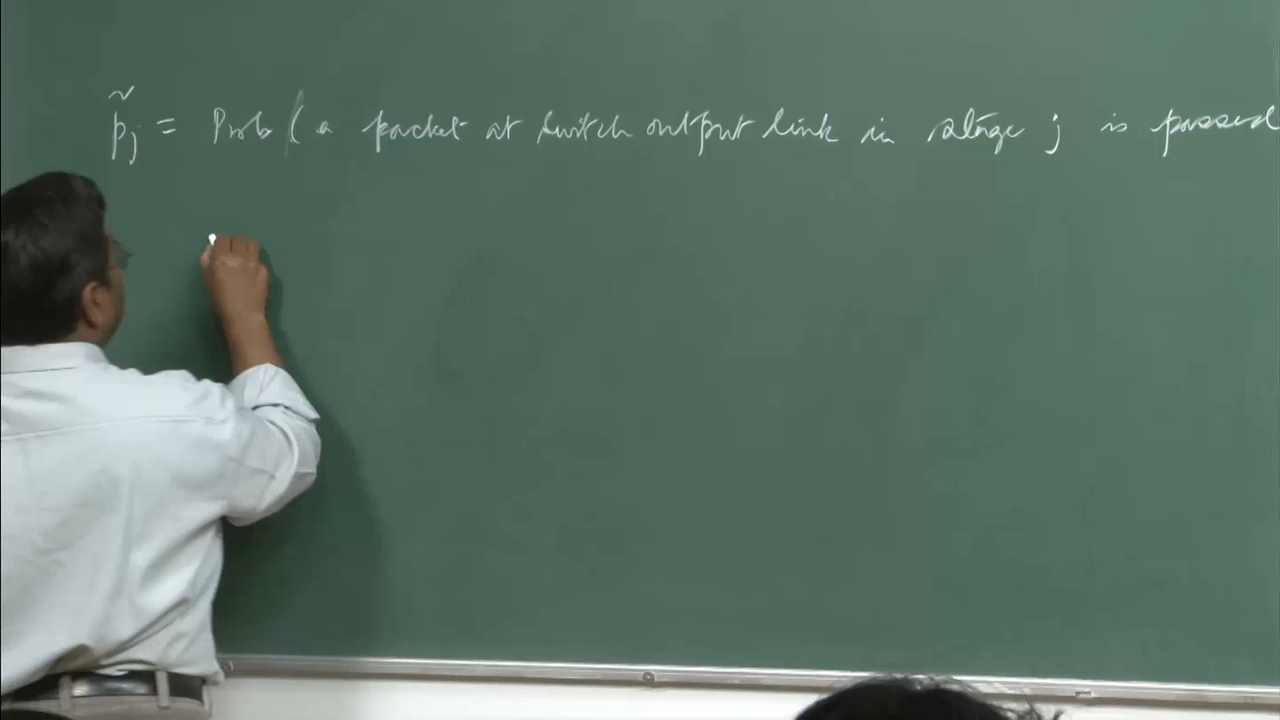 p̃j = Prob (a packet at switch output link in stage j is passed